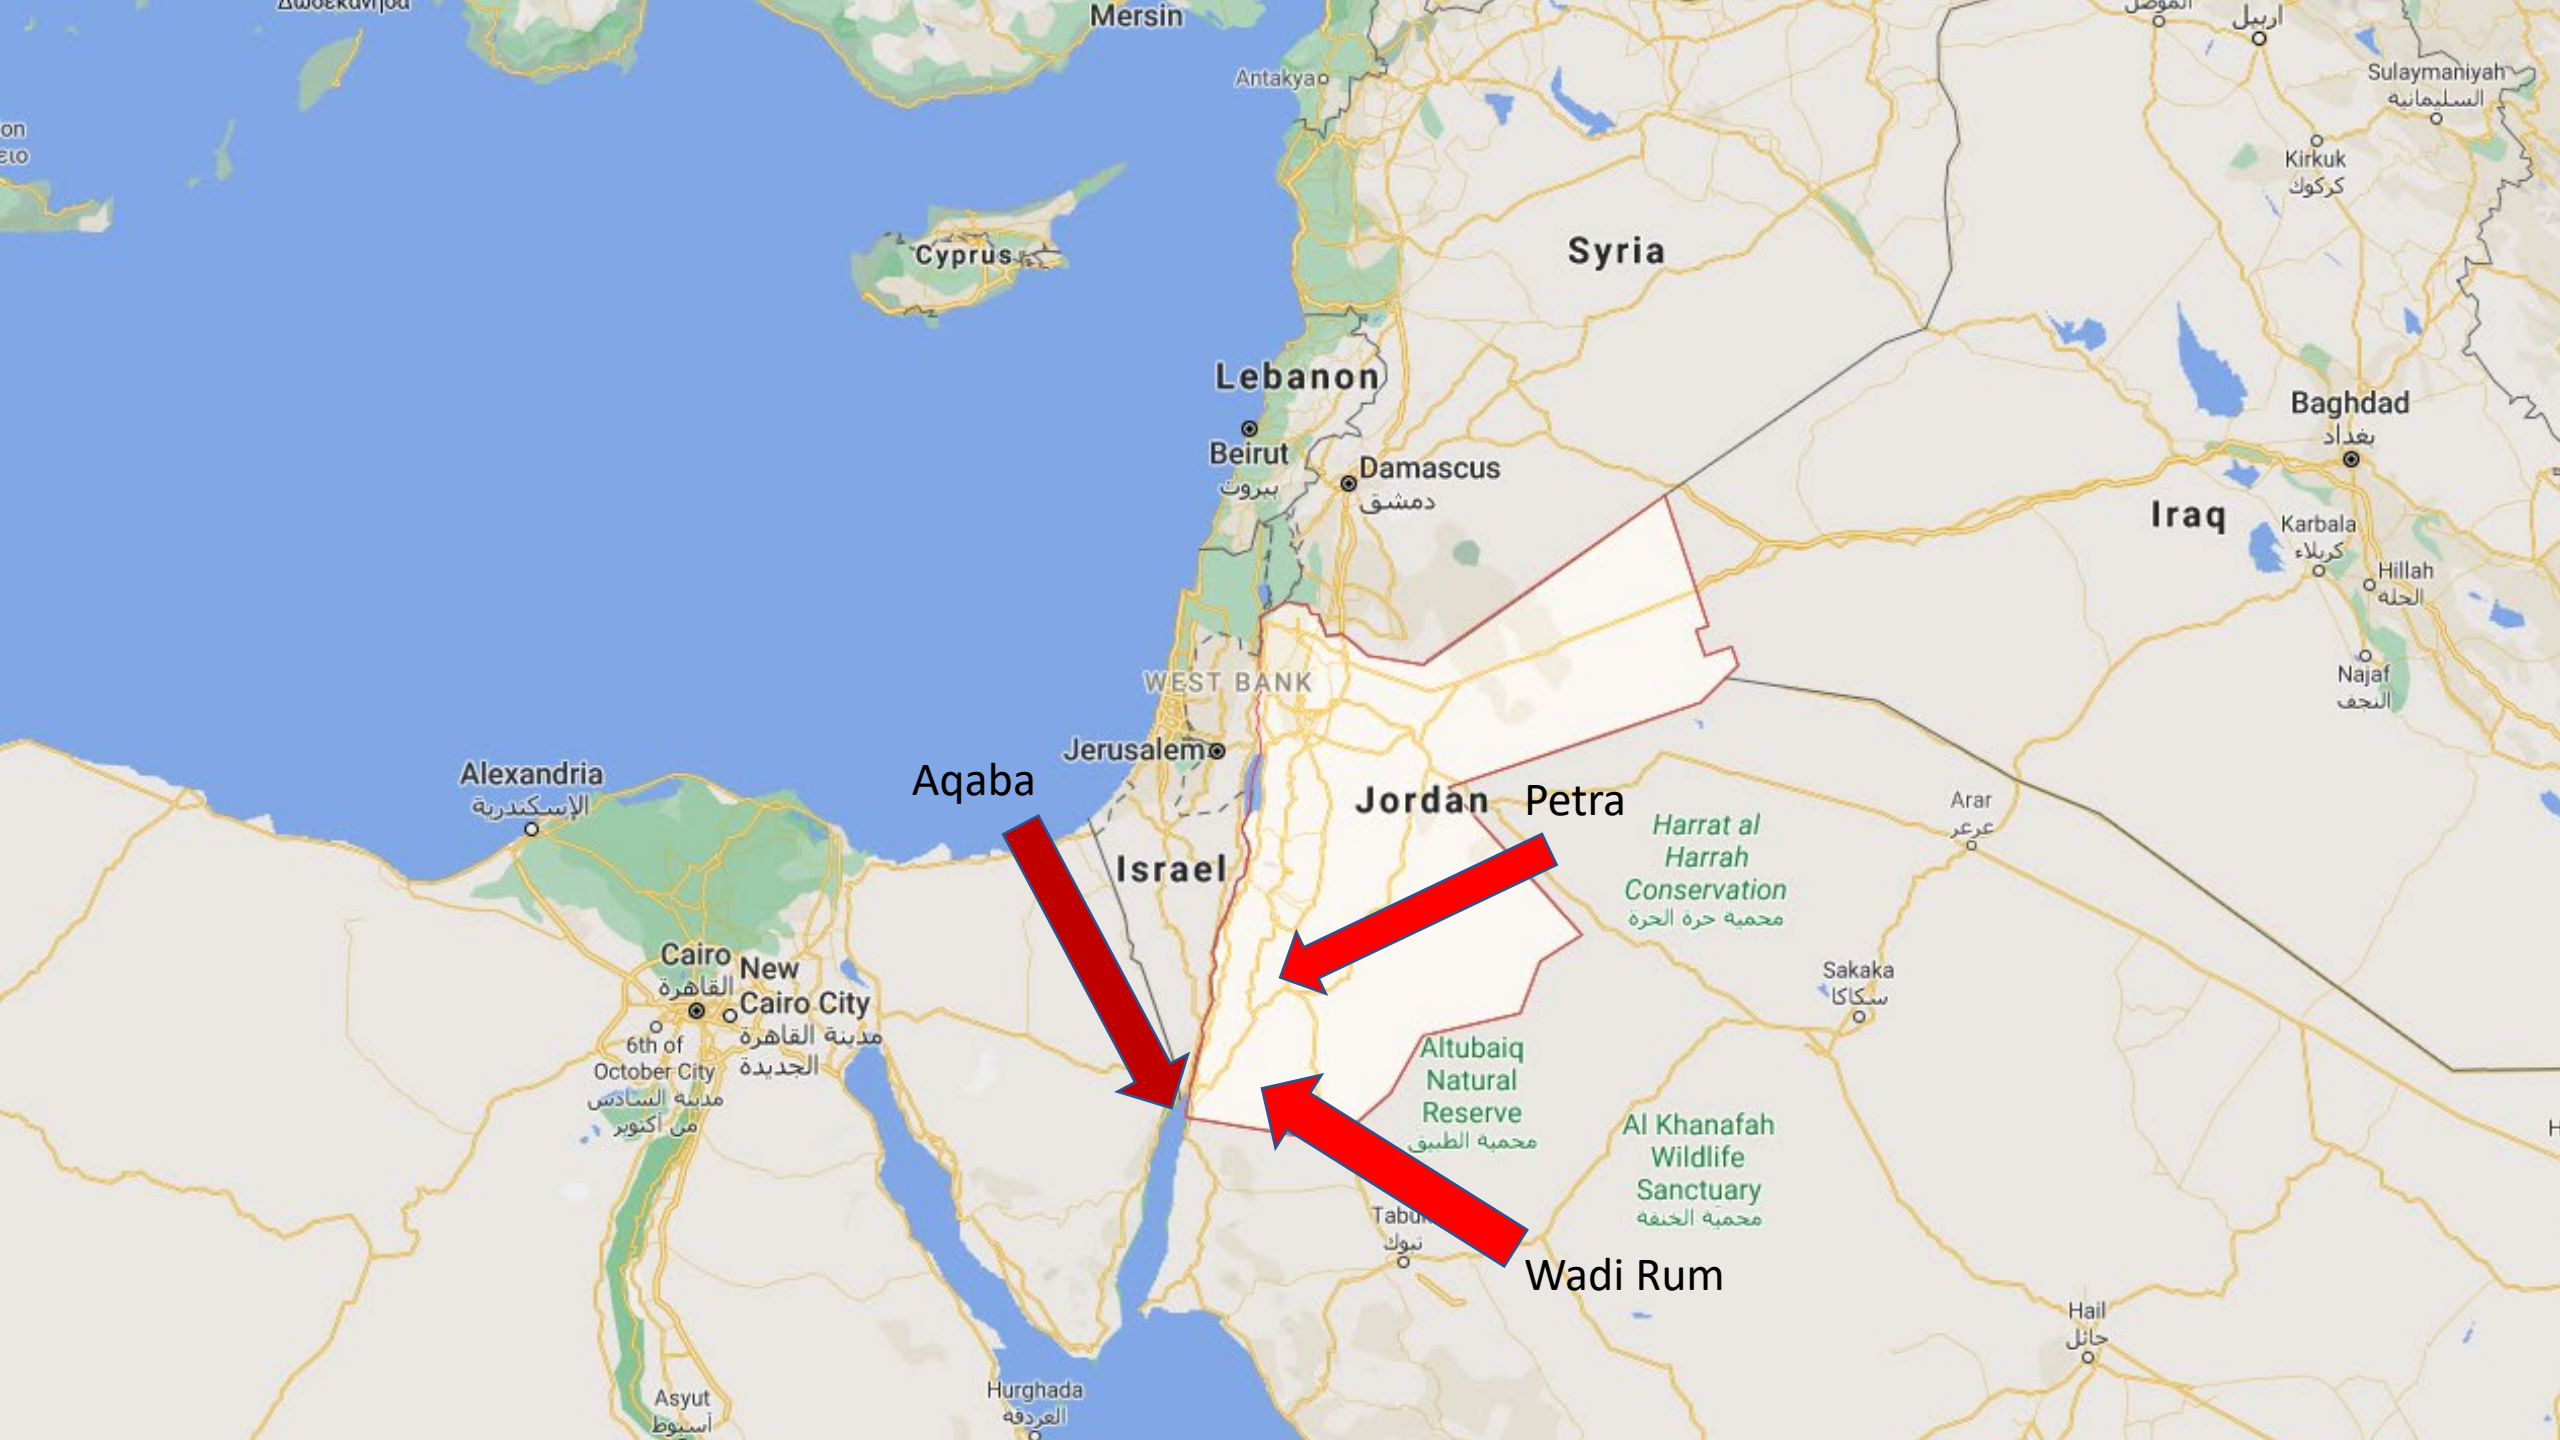 Δωδεκάνησα
Mersin
الموصل
اربيل
Antakya
Sulaymaniyah
السليمانية
Kirkuk
كركوك
Cyprus
Syria
Lebanon
Beirut
بيروت
Damascus
دمشق
Baghdad
بغداد
Iraq
Karbala
كربلاء
Hillah
الحلة
Najaf
النجف
WEST BANK
Jerusalem
Alexandria
الإسكندرية
Aqaba
Israel
Jordan
Petra
Harrat al
Harrah
Conservation
محمية حرة الحرة
Arar
عرعر
Sakaka
سكاكا
Cairo
القاهرة
New
Cairo City
مدينة القاهرة
الجديدة
6th of
October City
مدينة السادس
من أكتوبر
Altubaiq
Natural
Reserve
محمية الطبيق
Al Khanafah
Wildlife
Sanctuary
محمية الخنفة
تبوك
Wadi Rum
Hail
حائل
Asyut
أسيوط
Hurghada
الغردقة